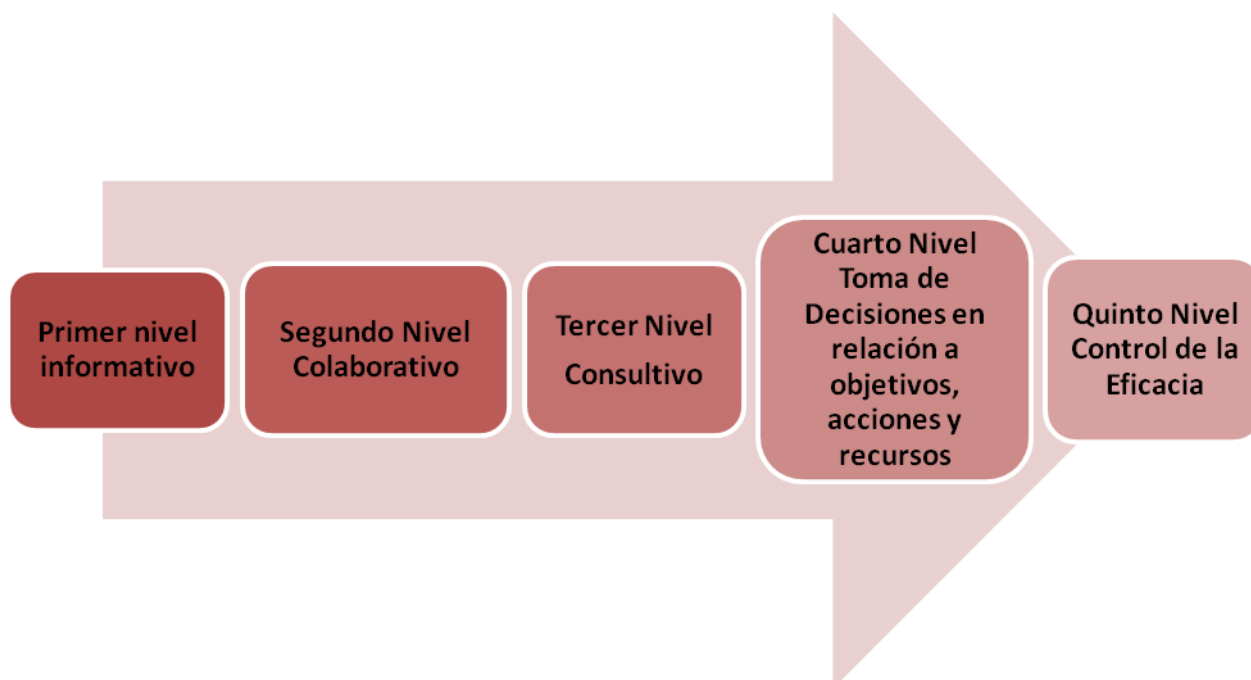 Primer nivel
informativo
Segundo Nivel
Colaborativo
Tercer Nivel
Consultivo
Cuarto Nivel
Toma de
Decisiones en
relación a
objetivos,
acciones y
recursos
Quinto Nivel
Control de la
Eficacia